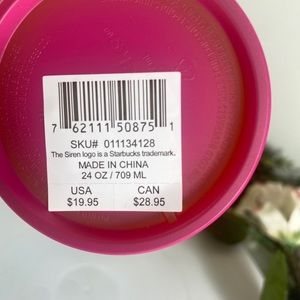 7 62111 50875 1
SKU# 011134128
The Siren logo is a Starbucks trademark.
MADE IN CHINA
24 OZ / 709 ML
USA CAN
$19.95 $28.95